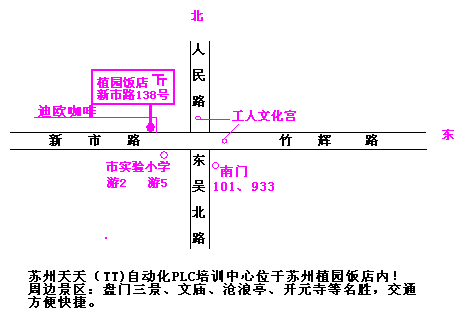 北
人民路
植园饭店
新市路138号
迪欧咖啡
工人文化宫
东
新市路
竹辉路
市实验小学
游2 游5
东吴北路
南门
101、933
苏州天天（TT)自动化PLC培训中心位于苏州植园饭店内！
周边景区：盘门三景、文庙、沧浪亭、开元寺等名胜，交通
方便快捷。